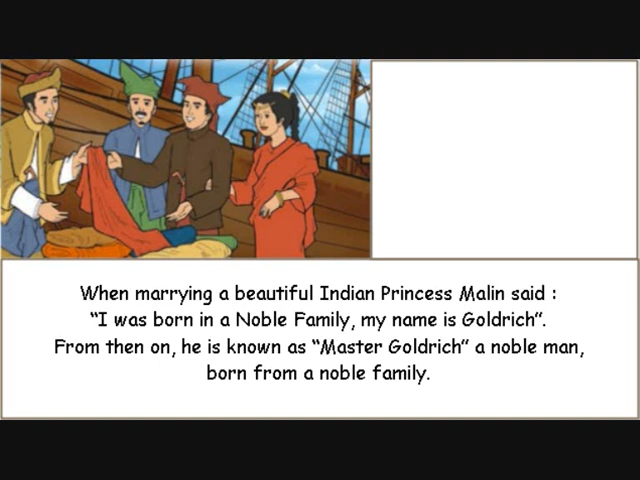 When marrying a beautiful Indian Princess Malin said :
“I was born in a Noble Family, my name is Goldrich”.
From then on, he is known as “Master Goldrich” a noble man,
born from a noble family.